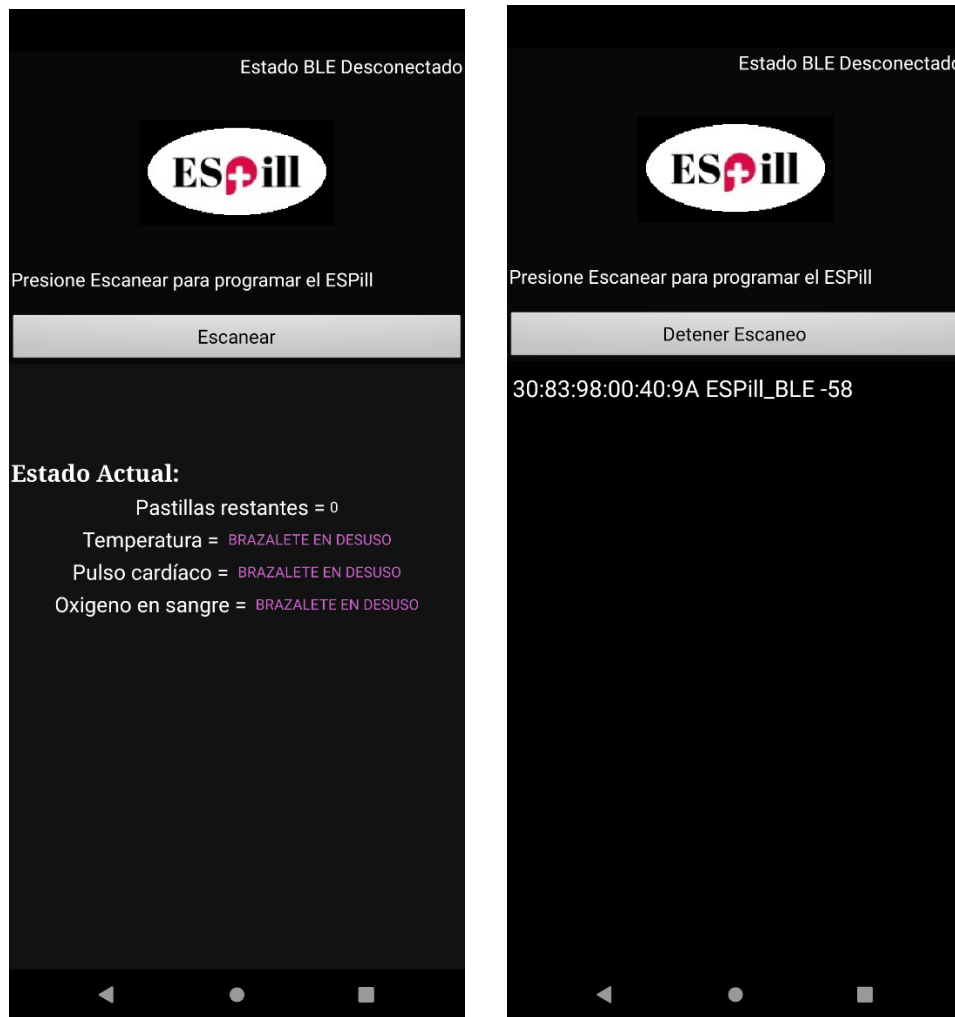 Estado BLE Desconectado
ESPill
Presione Escanear para programar el ESPill
Escanear
Estado Actual:
Pastillas restantes = 0
Temperatura = BRAZALETE EN DESUSO
Pulso cardíaco = BRAZALETE EN DESUSO
Oxigeno en sangre = BRAZALETE EN DESUSO
Estado BLE Desconectado
ESPill
Presione Escanear para programar el ESPill
Detener Escaneo
30:83:98:00:40:9A ESPill_BLE -58